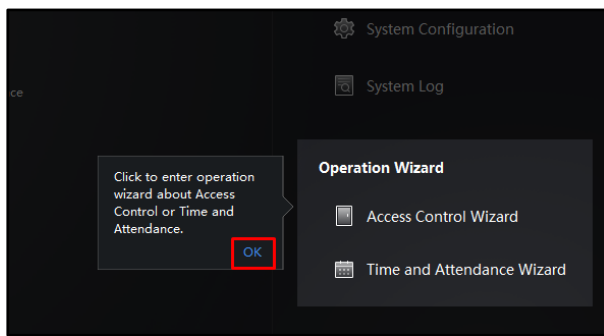 System Configuration
System Log
ce
Click to enter operation
wizard about Access
Control or Time and
Attendance.
OK
Operation Wizard
Access Control Wizard
Time and Attendance Wizard